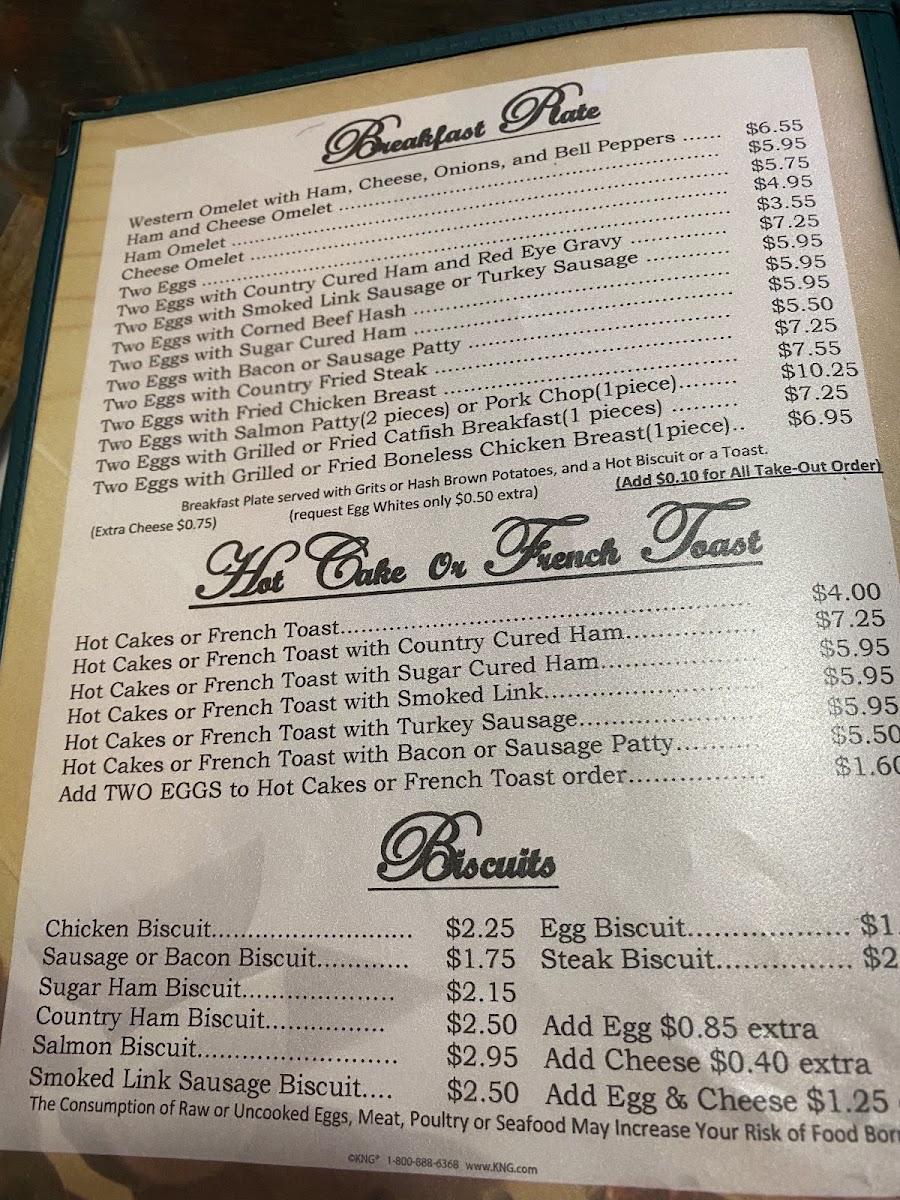 Breakfast Plate
Western Omelet with Ham, Cheese, Onions, and Bell Peppers ...... $6.55
Ham and Cheese Omelet ...... $5.95
Ham Omelet ...... $5.75
Cheese Omelet ...... $4.95
Two Eggs ...... $3.55
Two Eggs with Country Cured Ham and Red Eye Gravy ...... $7.25
Two Eggs with Smoked Link Sausage or Turkey Sausage ...... $5.95
Two Eggs with Corned Beef Hash ...... $5.95
Two Eggs with Sugar Cured Ham ...... $5.95
Two Eggs with Bacon or Sausage Patty ...... $5.50
Two Eggs with Country Fried Steak ...... $7.25
Two Eggs with Fried Chicken Breast ...... $7.55
Two Eggs with Salmon Patty(2 pieces) or Pork Chop(1piece)........ $10.25
Two Eggs with Grilled or Fried Catfish Breakfast(1 pieces) ......... $7.25
Two Eggs with Grilled or Fried Boneless Chicken Breast(1piece).. $6.95
Breakfast Plate served with Grits or Hash Brown Potatoes, and a Hot Biscuit or a Toast.
(Extra Cheese $0.75) (request Egg Whites only $0.50 extra) (Add $0.10 for All Take-Out Order)
Hot Cake Or French Toast
Hot Cakes or French Toast...... $4.00
Hot Cakes or French Toast with Country Cured Ham...... $7.25
Hot Cakes or French Toast with Sugar Cured Ham...... $5.95
Hot Cakes or French Toast with Smoked Link...... $5.95
Hot Cakes or French Toast with Turkey Sausage...... $5.95
Hot Cakes or French Toast with Bacon or Sausage Patty...... $5.50
Add TWO EGGS to Hot Cakes or French Toast order...... $1.60
Biscuits
Chicken Biscuit...... $2.25 Egg Biscuit...... $1.
Sausage or Bacon Biscuit...... $1.75 Steak Biscuit...... $2
Sugar Ham Biscuit...... $2.15
Country Ham Biscuit...... $2.50 Add Egg $0.85 extra
Salmon Biscuit...... $2.95 Add Cheese $0.40 extra
Smoked Link Sausage Biscuit.... $2.50 Add Egg & Cheese $1.25
The Consumption of Raw or Uncooked Eggs, Meat, Poultry or Seafood May Increase Your Risk of Food Bor
©KNG® 1-800-888-6368 www.KNG.com